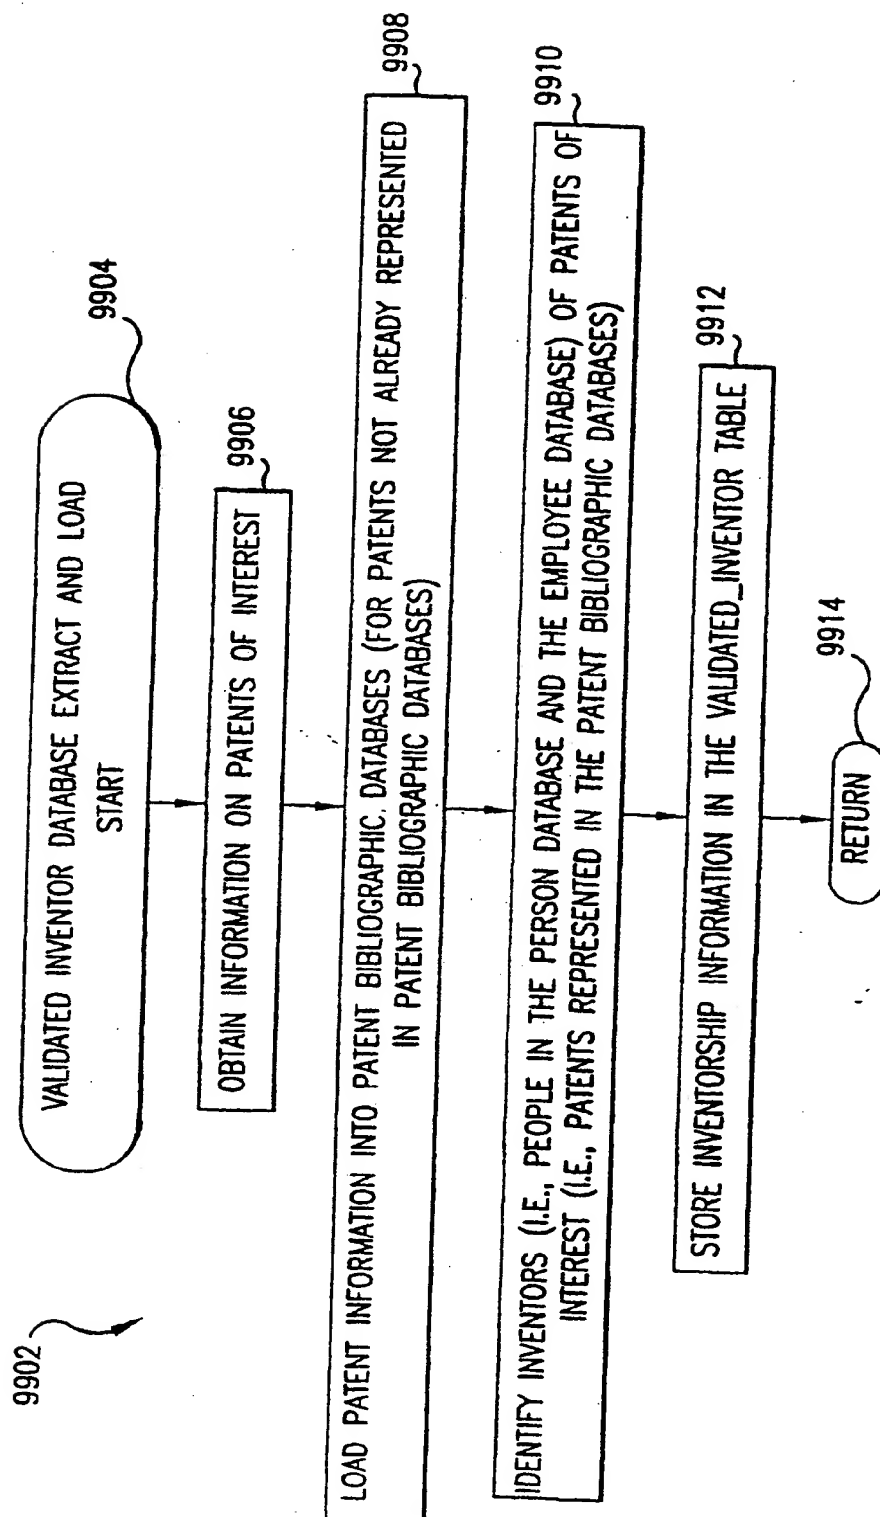 9902
VALIDATED INVENTOR DATABASE EXTRACT AND LOAD
START
9904
OBTAIN INFORMATION ON PATENTS OF INTEREST
9906
LOAD PATENT INFORMATION INTO PATENT BIBLIOGRAPHIC DATABASES (FOR PATENTS NOT ALREADY REPRESENTED
IN PATENT BIBLIOGRAPHIC DATABASES)
9908
IDENTIFY INVENTORS (I.E., PEOPLE IN THE PERSON DATABASE AND THE EMPLOYEE DATABASE) OF PATENTS OF
INTEREST (I.E., PATENTS REPRESENTED IN THE PATENT BIBLIOGRAPHIC DATABASES)
9910
STORE INVENTORSHIP INFORMATION IN THE VALIDATED_INVENTOR TABLE
9912
RETURN
9914